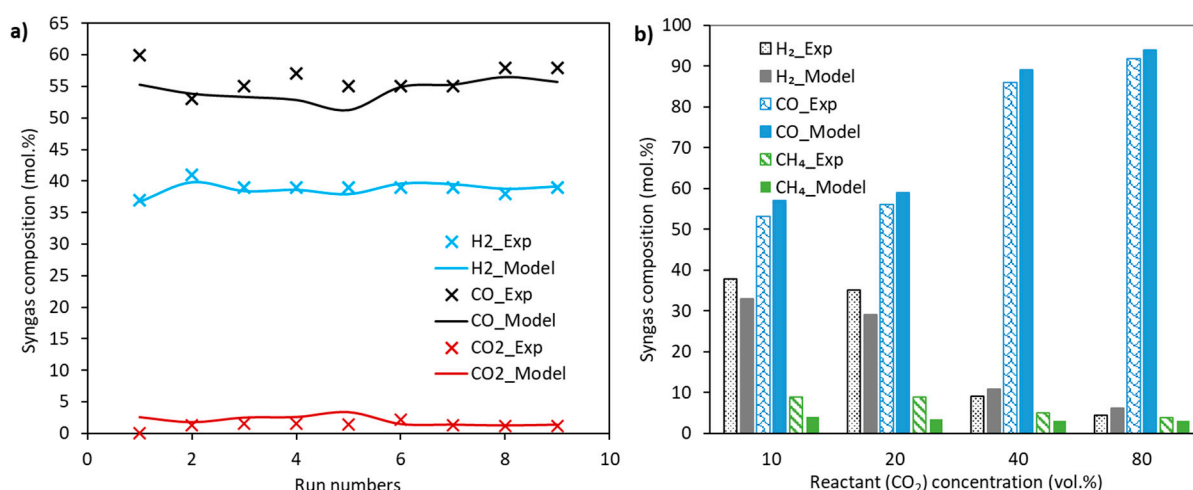 a)
Syngas composition (mol.%)
65
60
55
50
45
40
35
30
25
20
15
10
5
0
0
2
4
6
8
10
Run numbers
H2_Exp
H2_Model
CO_Exp
CO_Model
CO2_Exp
CO2_Model
b)
Syngas composition (mol.%)
100
90
80
70
60
50
40
30
20
10
0
10
20
40
80
Reactant (CO₂) concentration (vol.%)
H₂_Exp
H₂_Model
CO_Exp
CO_Model
CH₄_Exp
CH₄_Model